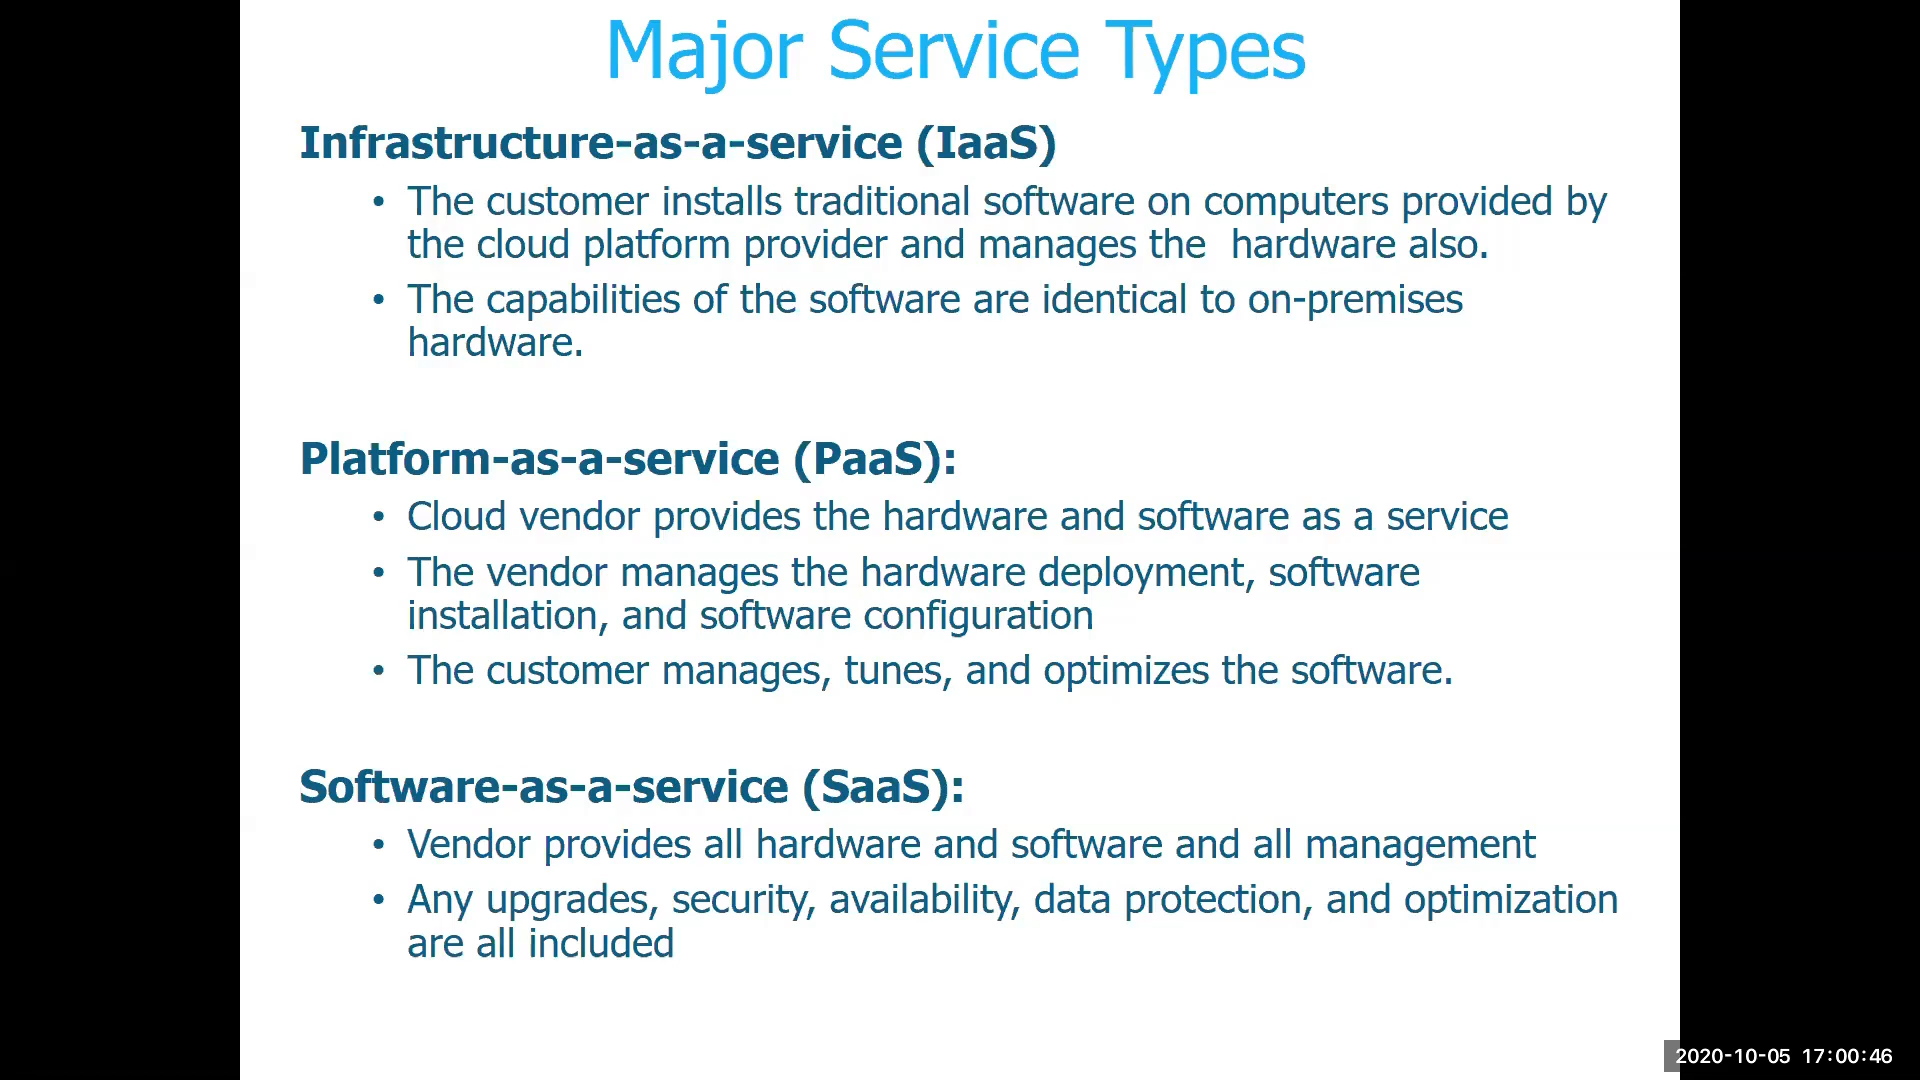 Major Service Types
Infrastructure-as-a-service (IaaS)
• The customer installs traditional software on computers provided by
the cloud platform provider and manages the  hardware also.
• The capabilities of the software are identical to on-premises
hardware.
Platform-as-a-service (PaaS):
• Cloud vendor provides the hardware and software as a service
• The vendor manages the hardware deployment, software
installation, and software configuration
• The customer manages, tunes, and optimizes the software.
Software-as-a-service (SaaS):
• Vendor provides all hardware and software and all management
• Any upgrades, security, availability, data protection, and optimization
are all included
2020-10-05 17:00:46